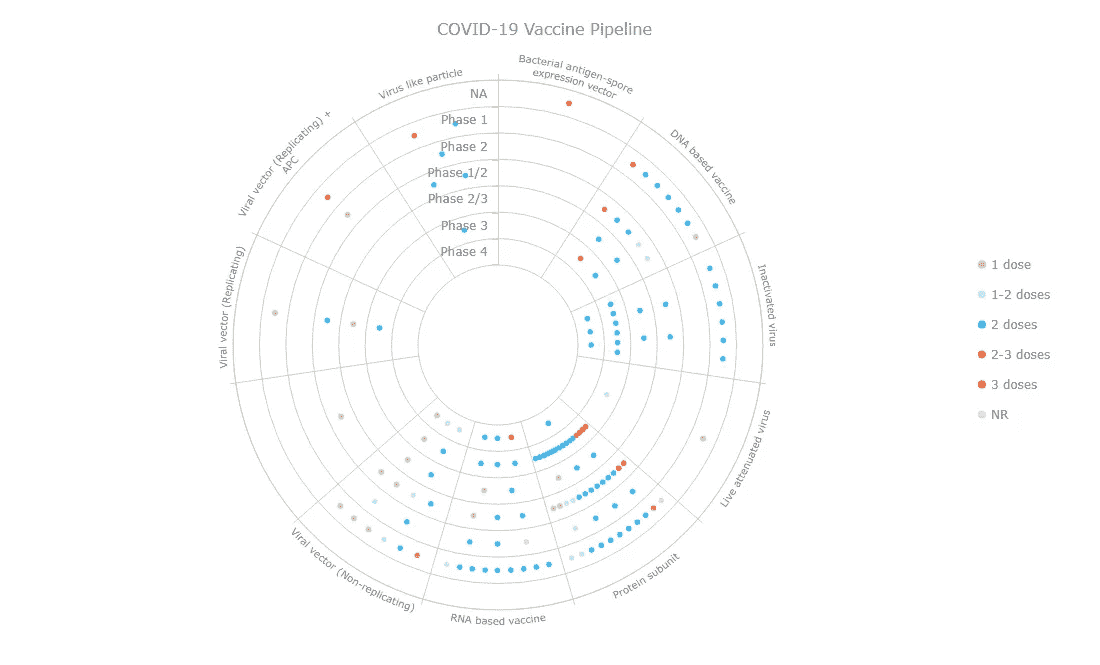 COVID-19 Vaccine Pipeline
Virus like particle
Bacterial antigen-spore
expression vector
NA
Phase 1
Phase 2
Phase 1/2
Phase 2/3
Phase 3
Phase 4
Viral vector (Replicating) +
APC
DNA based vaccine
Viral vector (Replicating)
Inactivated virus
Live attenuated virus
Viral vector (Non-replicating)
Protein subunit
RNA based vaccine
1 dose
1-2 doses
2 doses
2-3 doses
3 doses
NR